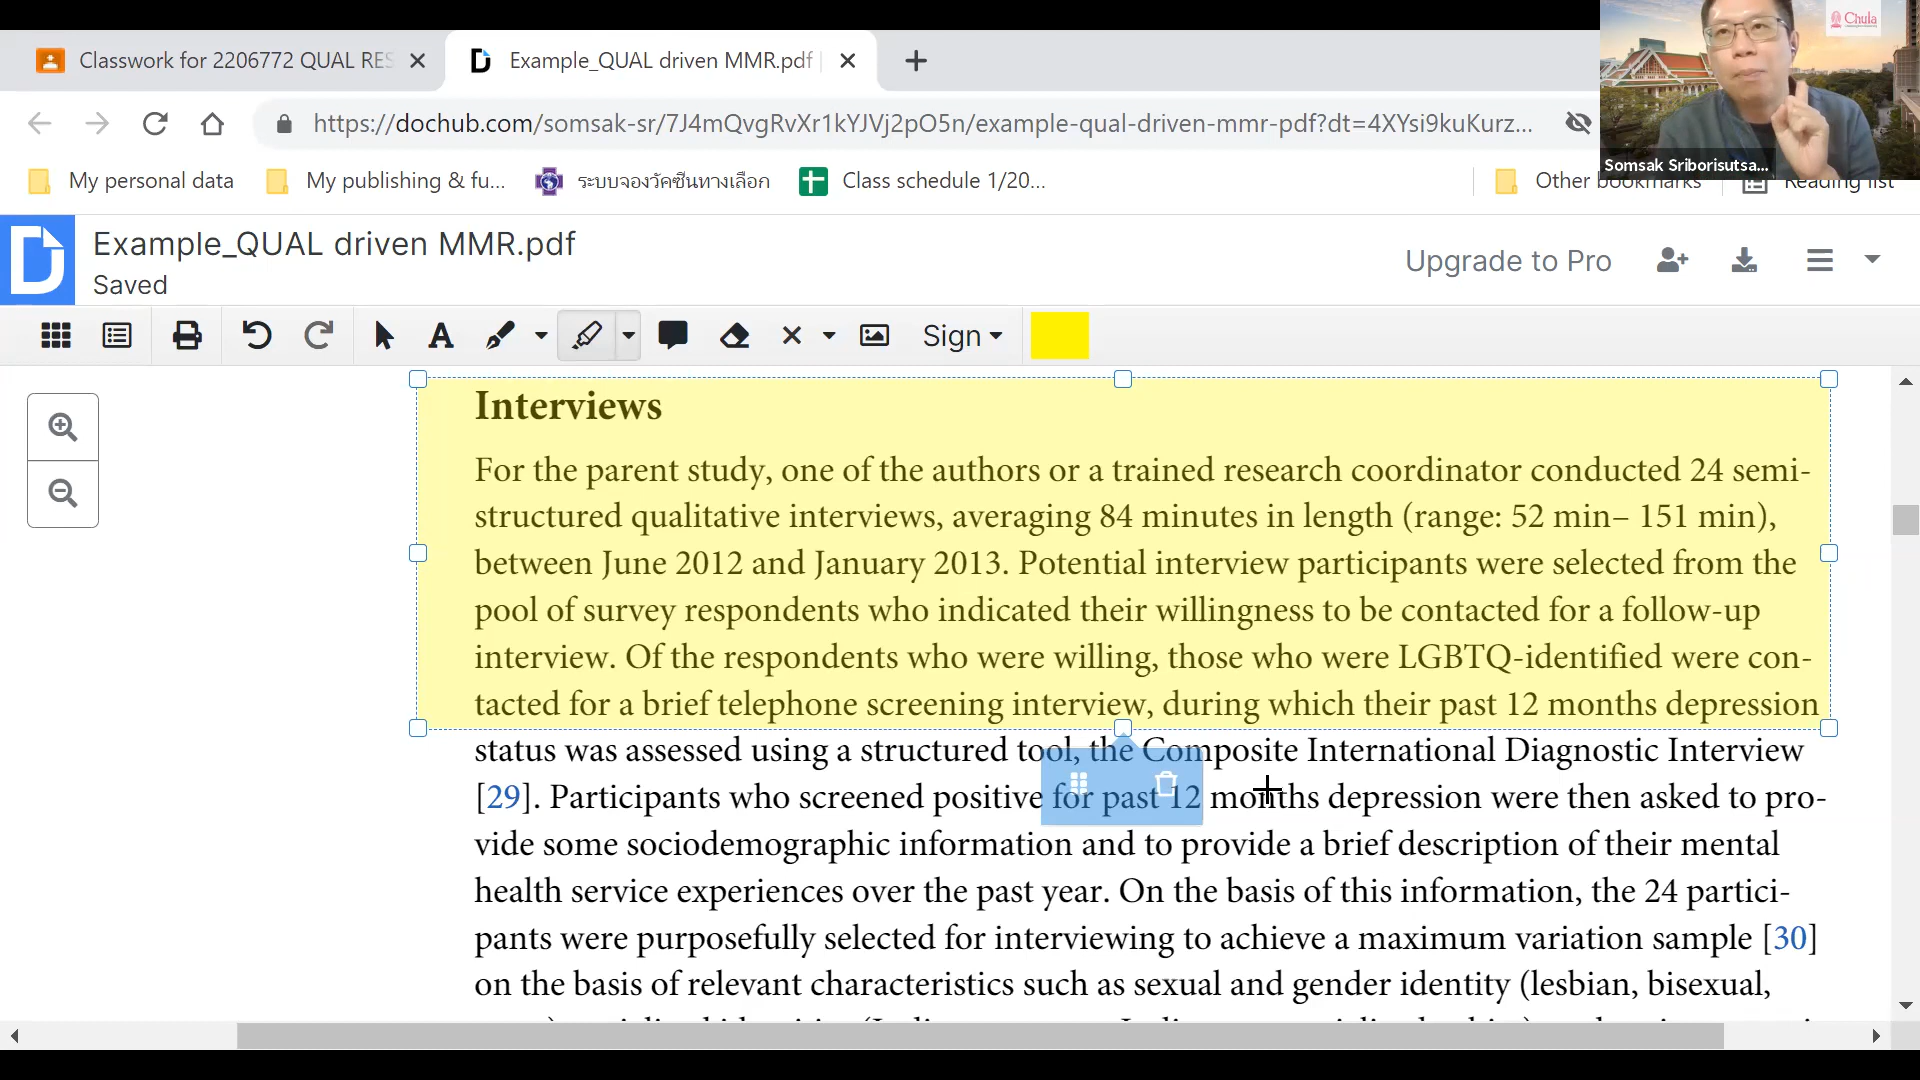 Classwork for 2206772 QUAL RES
Example_QUAL driven MMR.pdf
Chula
https://dochub.com/somsak-sr/7J4mQvgRvXr1kYJVj2pO5n/example-qual-driven-mmr-pdf?dt=4XYsi9kuKurz...
Somsak Sriborisutsa...
My personal data
My publishing & fu...
ระบบจองวัคซีนทางเลือก
Class schedule 1/20...
Other bookmarks
Reading list
Example_QUAL driven MMR.pdf
Saved
Upgrade to Pro
Sign
Interviews
For the parent study, one of the authors or a trained research coordinator conducted 24 semi-
structured qualitative interviews, averaging 84 minutes in length (range: 52 min– 151 min),
between June 2012 and January 2013. Potential interview participants were selected from the
pool of survey respondents who indicated their willingness to be contacted for a follow-up
interview. Of the respondents who were willing, those who were LGBTQ-identified were con-
tacted for a brief telephone screening interview, during which their past 12 months depression
status was assessed using a structured tool, the Composite International Diagnostic Interview
[29]. Participants who screened positive for past 12 months depression were then asked to pro-
vide some sociodemographic information and to provide a brief description of their mental
health service experiences over the past year. On the basis of this information, the 24 partici-
pants were purposefully selected for interviewing to achieve a maximum variation sample [30]
on the basis of relevant characteristics such as sexual and gender identity (lesbian, bisexual,